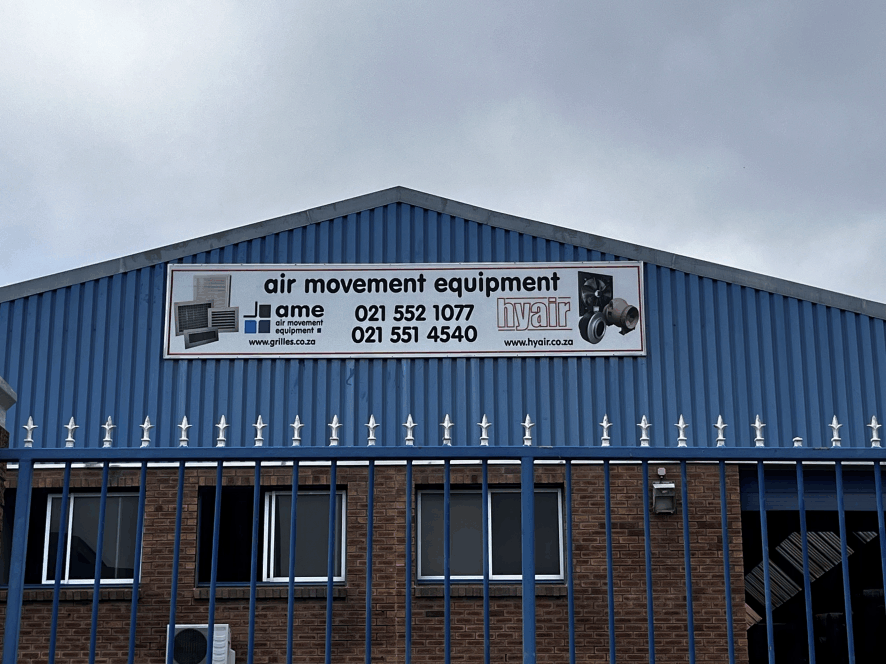 air movement equipment
ame
air movement
equipment
www.grilles.co.za
021 552 1077
021 551 4540
hyair
www.hyair.co.za